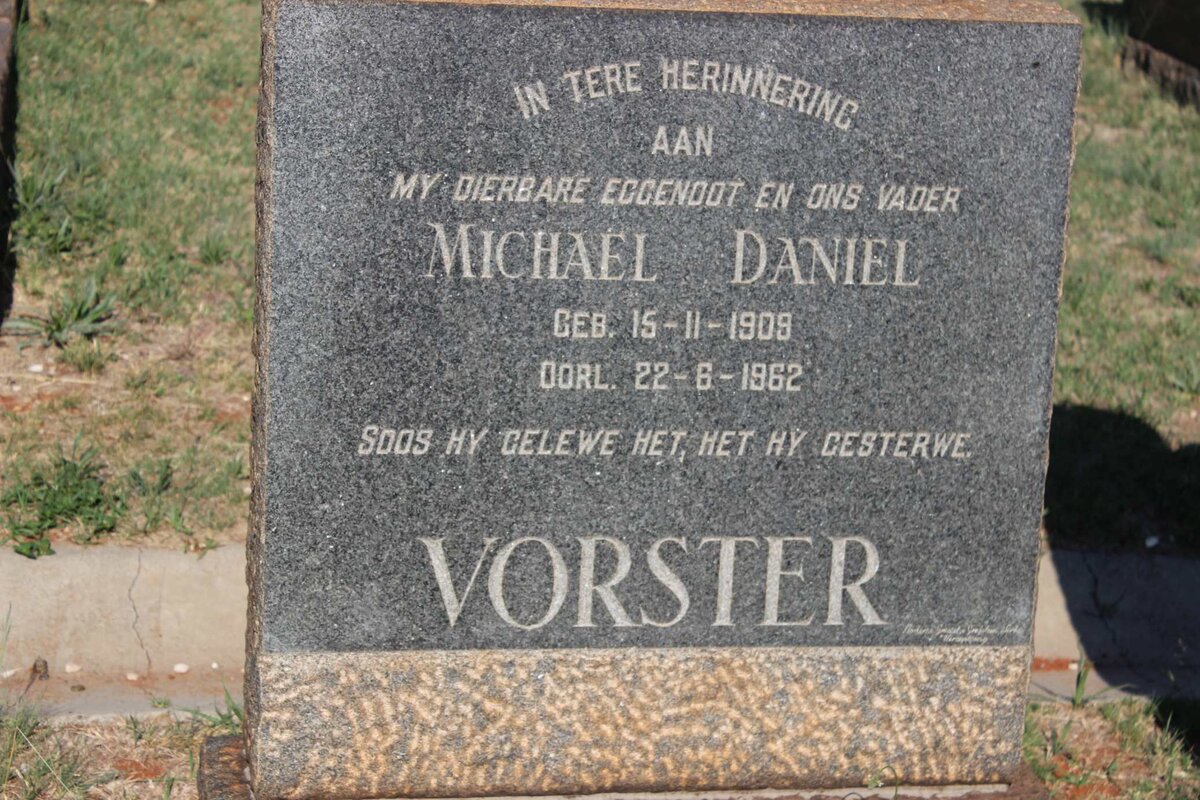 IN TERE HERINNERING
AAN
MY DIERBARE EGGENOOT EN ONS VADER
MICHAEL DANIEL
GEB. 15-11-1908
OORL. 22-6-1962
SOOS HY GELEWE HET, HET HY GESTERWE.
VORSTER